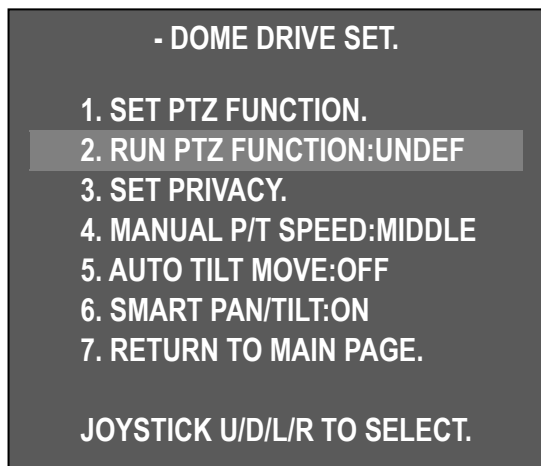 - DOME DRIVE SET.
1. SET PTZ FUNCTION.
2. RUN PTZ FUNCTION:UNDEF
3. SET PRIVACY.
4. MANUAL P/T SPEED:MIDDLE
5. AUTO TILT MOVE:OFF
6. SMART PAN/TILT:ON
7. RETURN TO MAIN PAGE.
JOYSTICK U/D/L/R TO SELECT.